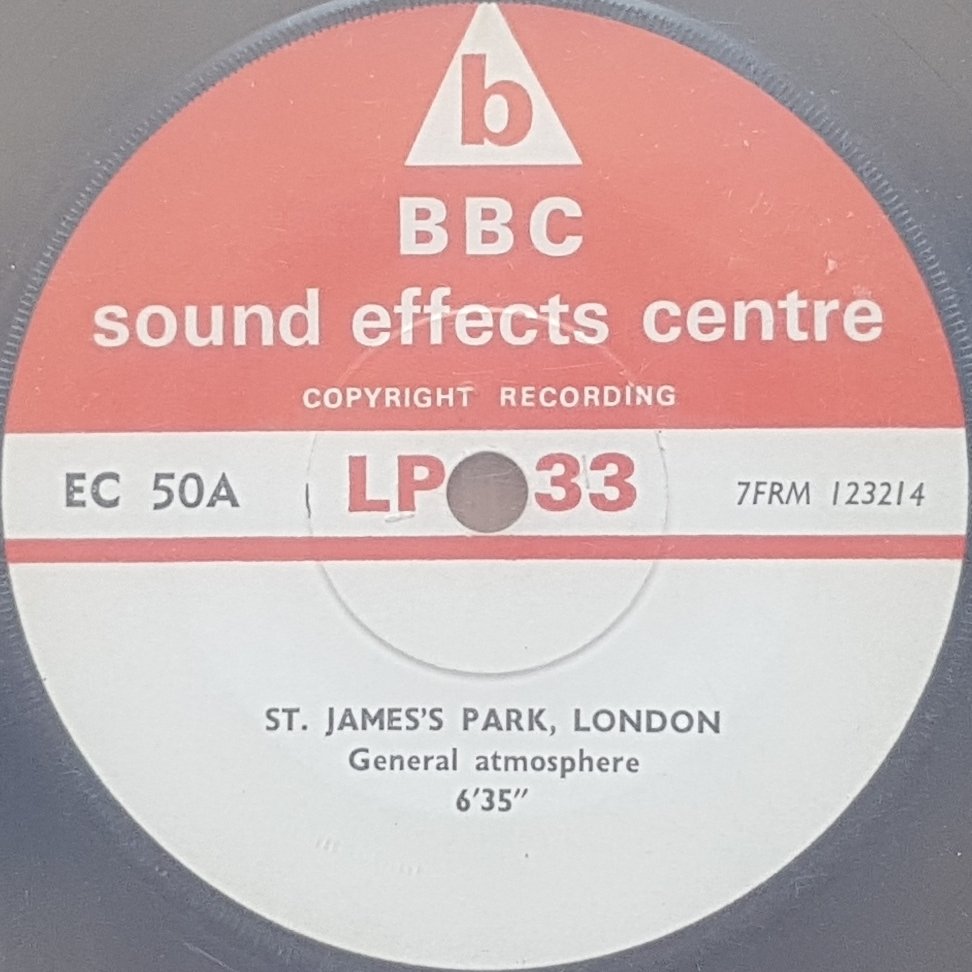 b
BBC
sound effects centre
COPYRIGHT RECORDING
EC 50A LP 33 7FRM 123214
ST. JAMES'S PARK, LONDON
General atmosphere
6'35"